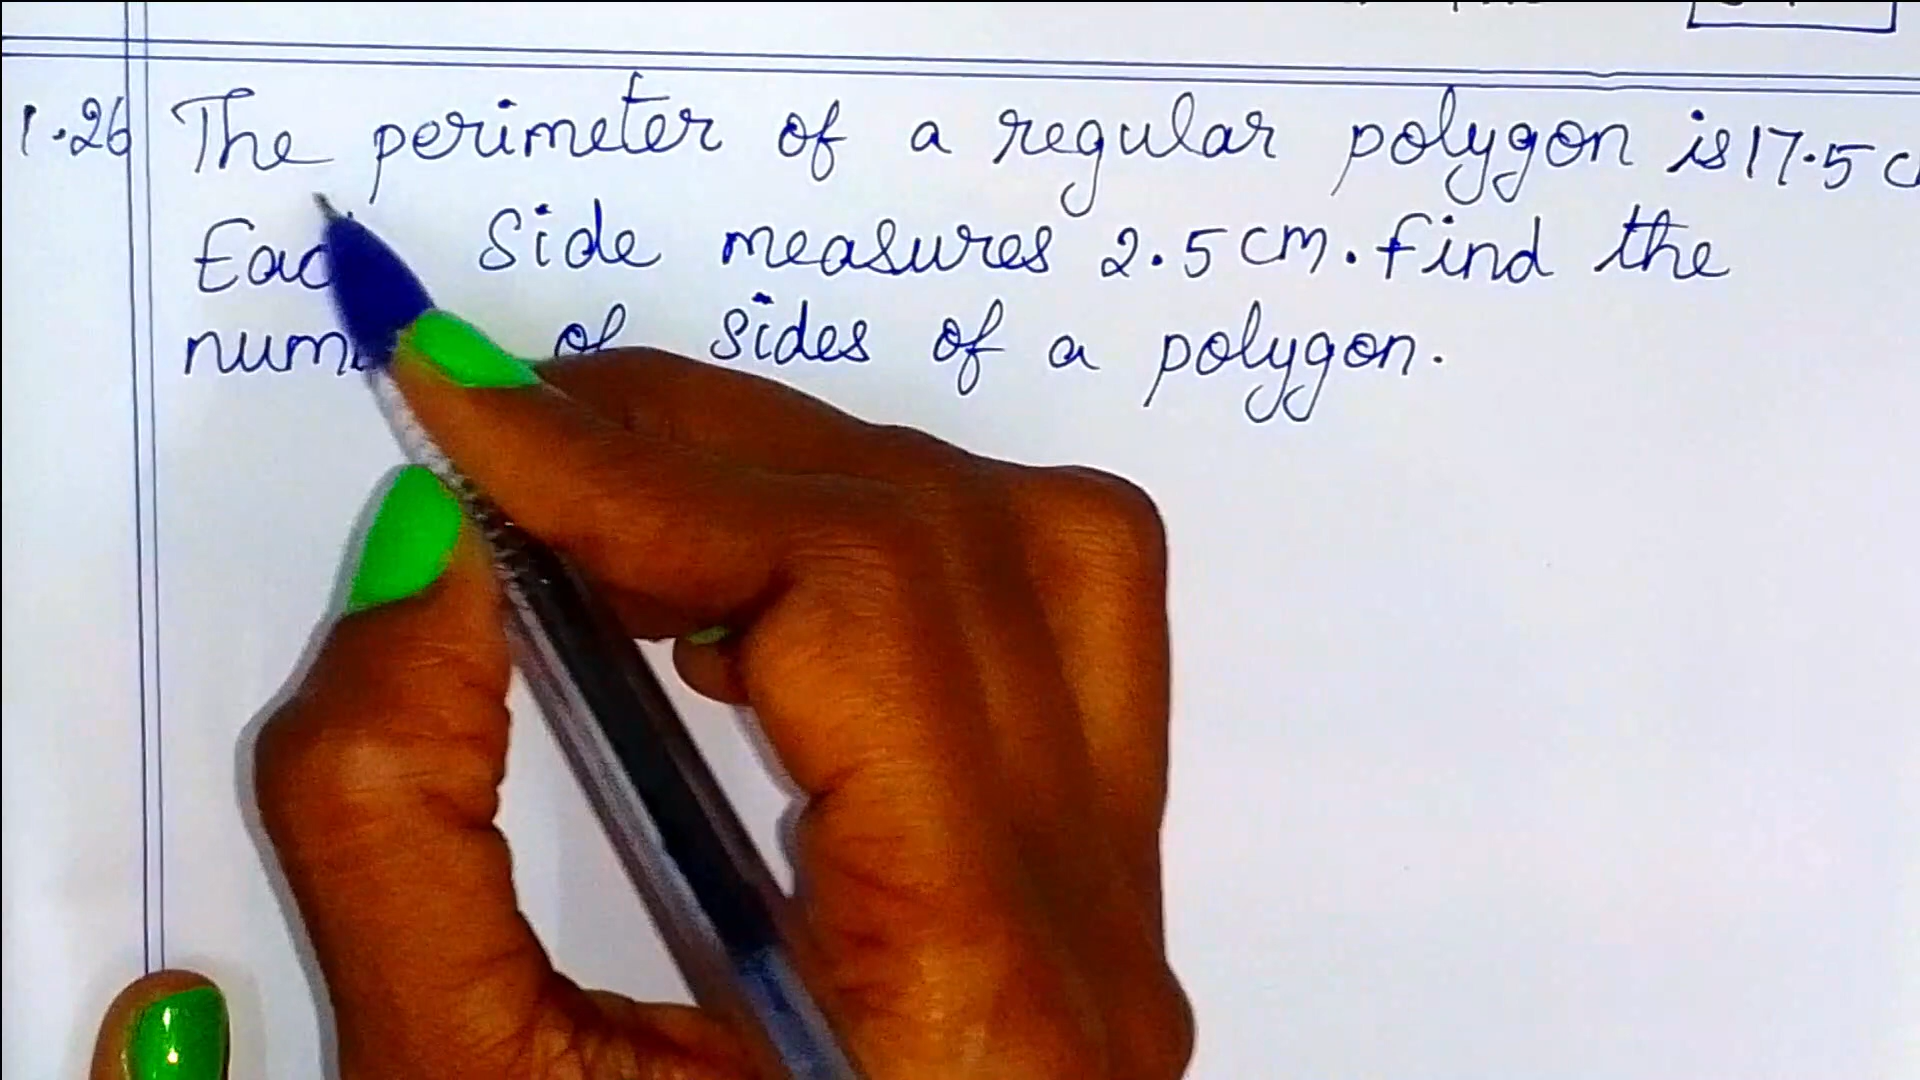 1.26 The perimeter of a regular polygon is 17.5 c
Side measures 2.5 cm. find the
of sides of a polygon.